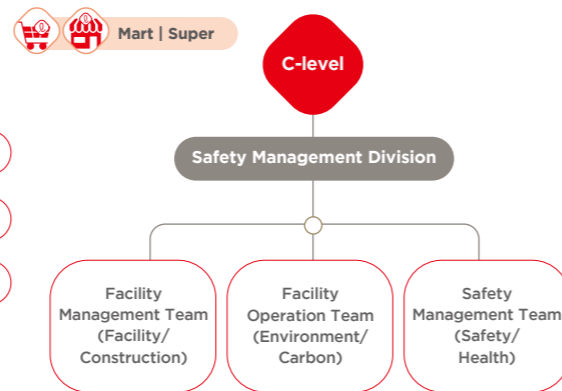 Mart | Super
C-level
Safety Management Division
Facility
Management Team
(Facility/
Construction)
Facility
Operation Team
(Environment/
Carbon)
Safety
Management Team
(Safety/
Health)